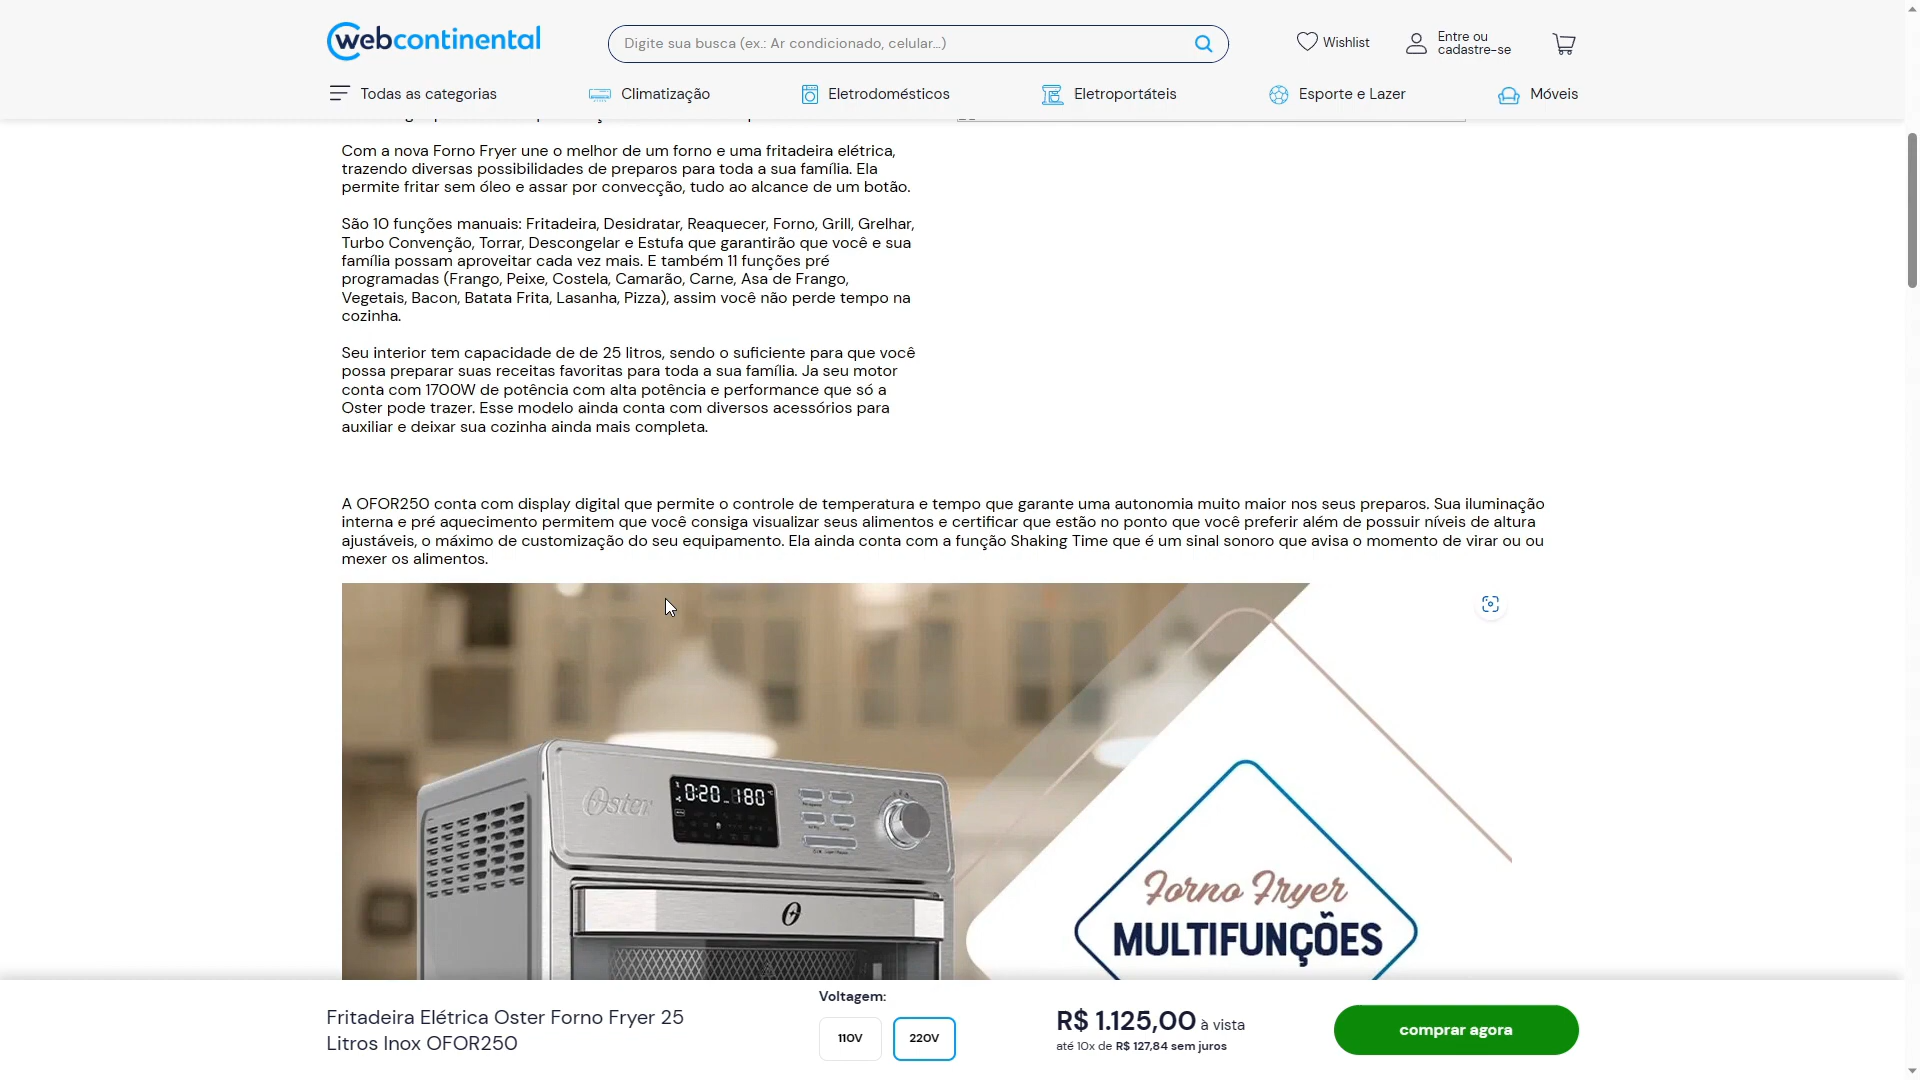 webcontinental
Digite sua busca (ex.: Ar condicionado, celular...)
Wishlist
Entre ou
cadastre-se
Todas as categorias
Climatização
Eletrodomésticos
Eletroportáteis
Esporte e Lazer
Móveis
Com a nova Forno Fryer une o melhor de um forno e uma fritadeira elétrica,
trazendo diversas possibilidades de preparos para toda a sua família. Ela
permite fritar sem óleo e assar por convecção, tudo ao alcance de um botão.
São 10 funções manuais: Fritadeira, Desidratar, Reaquecer, Forno, Grill, Grelhar,
Turbo Convenção, Torrar, Descongelar e Estufa que garantirão que você e sua
família possam aproveitar cada vez mais. E também 11 funções pré
programadas (Frango, Peixe, Costela, Camarão, Carne, Asa de Frango,
Vegetais, Bacon, Batata Frita, Lasanha, Pizza), assim você não perde tempo na
cozinha.
Seu interior tem capacidade de de 25 litros, sendo o suficiente para que você
possa preparar suas receitas favoritas para toda a sua família. Ja seu motor
conta com 1700W de potência com alta potência e performance que só a
Oster pode trazer. Esse modelo ainda conta com diversos acessórios para
auxiliar e deixar sua cozinha ainda mais completa.
A OFOR250 conta com display digital que permite o controle de temperatura e tempo que garante uma autonomia muito maior nos seus preparos. Sua iluminação
interna e pré aquecimento permitem que você consiga visualizar seus alimentos e certificar que estão no ponto que você preferir além de possuir níveis de altura
ajustáveis, o máximo de customização do seu equipamento. Ela ainda conta com a função Shaking Time que é um sinal sonoro que avisa o momento de virar ou ou
mexer os alimentos.
Oster
0:20 180
Forno Fryer
MULTIFUNÇÕES
Fritadeira Elétrica Oster Forno Fryer 25
Litros Inox OFOR250
Voltagem:
110V
220V
R$ 1.125,00 à vista
até 10x de R$ 127,84 sem juros
comprar agora